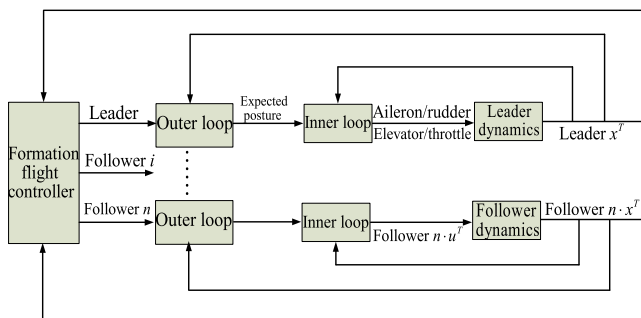 Formation
flight
controller
Leader
Follower i
Follower n
Outer loop
Expected
posture
Inner loop
Aileron/rudder
Elevator/throttle
Leader
dynamics
Leader x^T
Outer loop
Inner loop
Follower n·u^T
Follower
dynamics
Follower n·x^T